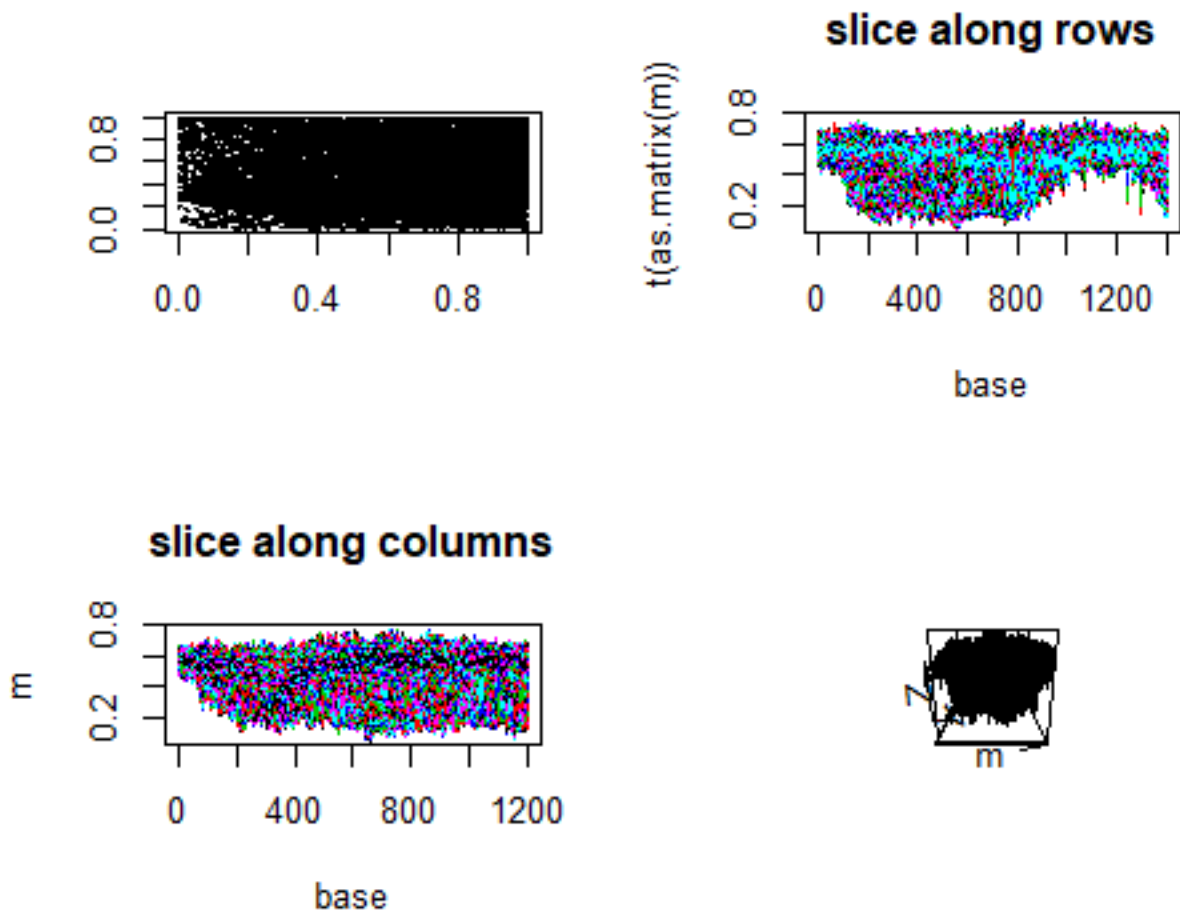 0.8
0.0
0.0 0.4 0.8
slice along rows
t(as.matrix(m))
0.8
0.2
0 400 800 1200
base
slice along columns
m
0.8
0.2
0 400 800 1200
base
Z
m